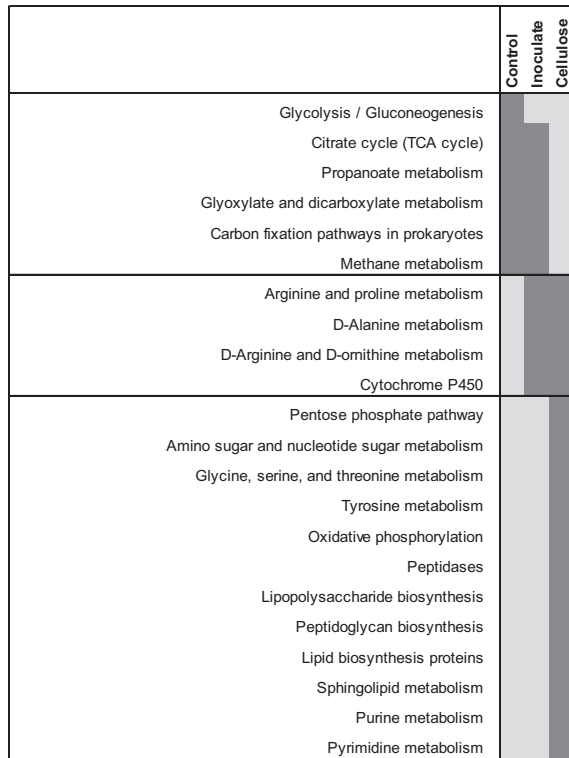 Control
Inoculate
Cellulose
Glycolysis / Gluconeogenesis
Citrate cycle (TCA cycle)
Propanoate metabolism
Glyoxylate and dicarboxylate metabolism
Carbon fixation pathways in prokaryotes
Methane metabolism
Arginine and proline metabolism
D-Alanine metabolism
D-Arginine and D-ornithine metabolism
Cytochrome P450
Pentose phosphate pathway
Amino sugar and nucleotide sugar metabolism
Glycine, serine, and threonine metabolism
Tyrosine metabolism
Oxidative phosphorylation
Peptidases
Lipopolysaccharide biosynthesis
Peptidoglycan biosynthesis
Lipid biosynthesis proteins
Sphingolipid metabolism
Purine metabolism
Pyrimidine metabolism